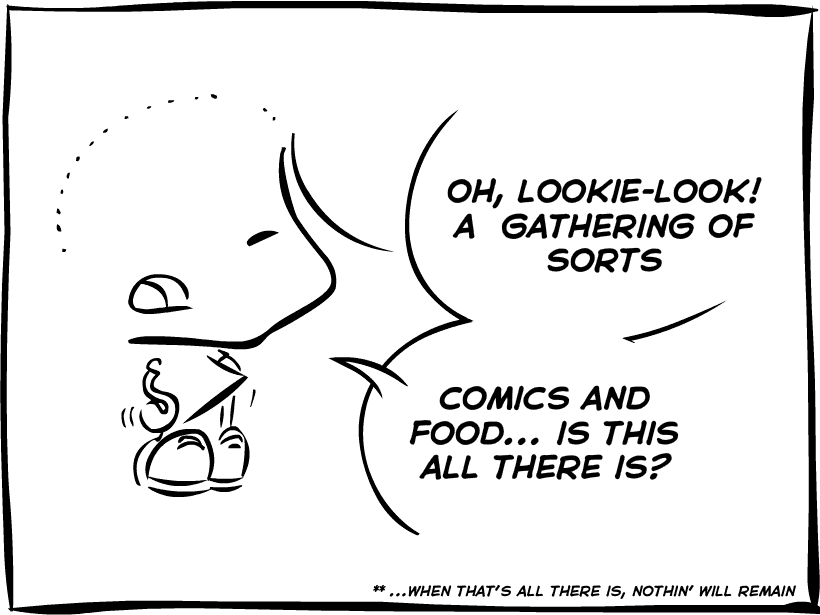 OH, LOOKIE-LOOK!
A GATHERING OF
SORTS
COMICS AND
FOOD... IS THIS
ALL THERE IS?
** ...WHEN THAT'S ALL THERE IS, NOTHIN' WILL REMAIN